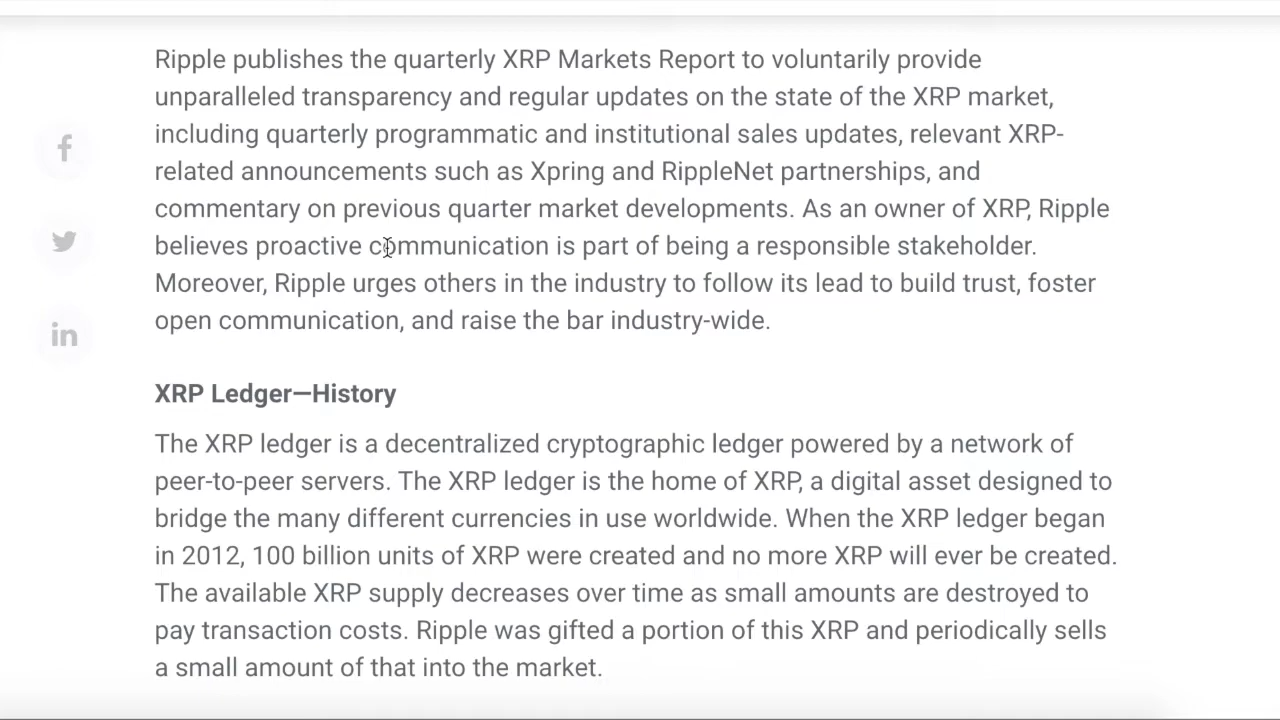 Ripple publishes the quarterly XRP Markets Report to voluntarily provide
unparalleled transparency and regular updates on the state of the XRP market,
including quarterly programmatic and institutional sales updates, relevant XRP-
related announcements such as Xpring and RippleNet partnerships, and
commentary on previous quarter market developments. As an owner of XRP, Ripple
believes proactive communication is part of being a responsible stakeholder.
Moreover, Ripple urges others in the industry to follow its lead to build trust, foster
open communication, and raise the bar industry-wide.
XRP Ledger—History
The XRP ledger is a decentralized cryptographic ledger powered by a network of
peer-to-peer servers. The XRP ledger is the home of XRP, a digital asset designed to
bridge the many different currencies in use worldwide. When the XRP ledger began
in 2012, 100 billion units of XRP were created and no more XRP will ever be created.
The available XRP supply decreases over time as small amounts are destroyed to
pay transaction costs. Ripple was gifted a portion of this XRP and periodically sells
a small amount of that into the market.